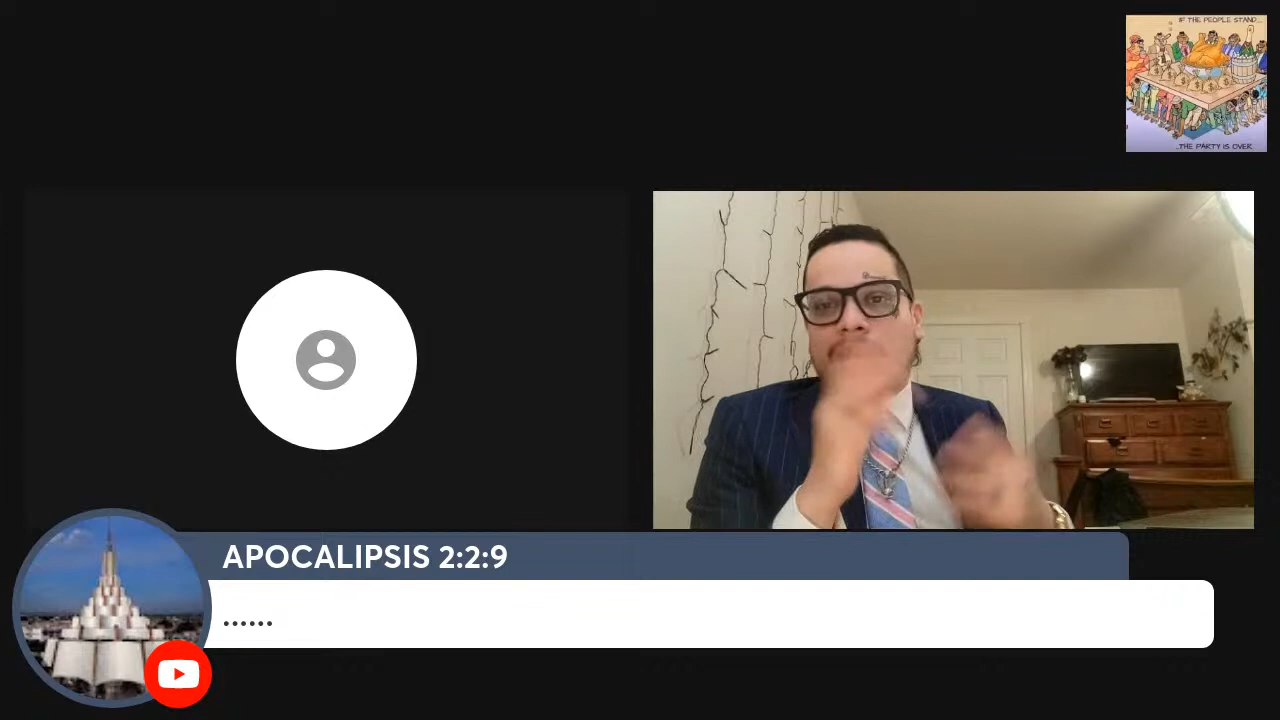 IF THE PEOPLE STAND...
...THE PARTY IS OVER
APOCALIPSIS 2:2:9
......